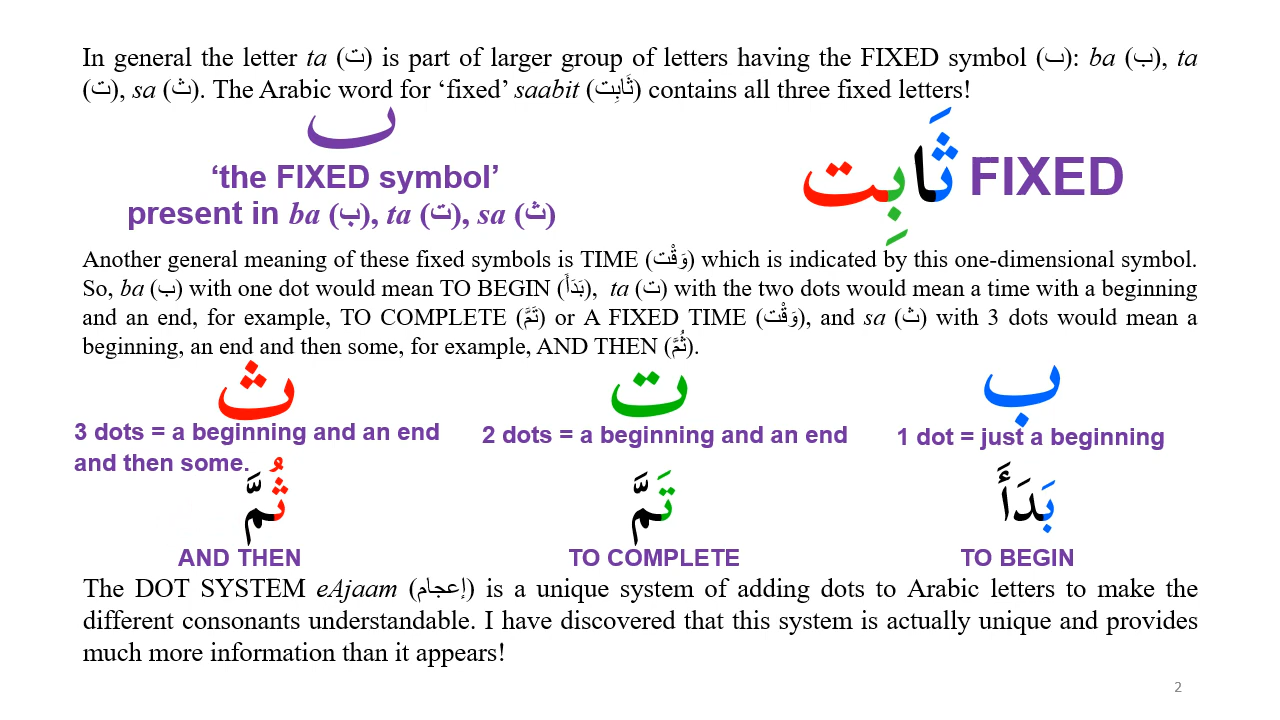 In general the letter ta (ت) is part of larger group of letters having the FIXED symbol (ٮ): ba (ب), ta
(ت), sa (ث). The Arabic word for ‘fixed’ saabit (ثَابِت) contains all three fixed letters!
ٮ
‘the FIXED symbol’
present in ba (ب), ta (ت), sa (ث)
ثَابِت FIXED
Another general meaning of these fixed symbols is TIME (وَقْت) which is indicated by this one-dimensional symbol.
So, ba (ب) with one dot would mean TO BEGIN (بَدَأَ), ta (ت) with the two dots would mean a time with a beginning
and an end, for example, TO COMPLETE (تَمَّ) or A FIXED TIME (وَقْت), and sa (ث) with 3 dots would mean a
beginning, an end and then some, for example, AND THEN (ثُمَّ).
ث
3 dots = a beginning and an end
and then some.
ثُمَّ
AND THEN
ت
2 dots = a beginning and an end
تَمَّ
TO COMPLETE
ب
1 dot = just a beginning
بَدَأَ
TO BEGIN
The DOT SYSTEM eAjaam (إعجام) is a unique system of adding dots to Arabic letters to make the
different consonants understandable. I have discovered that this system is actually unique and provides
much more information than it appears!
2